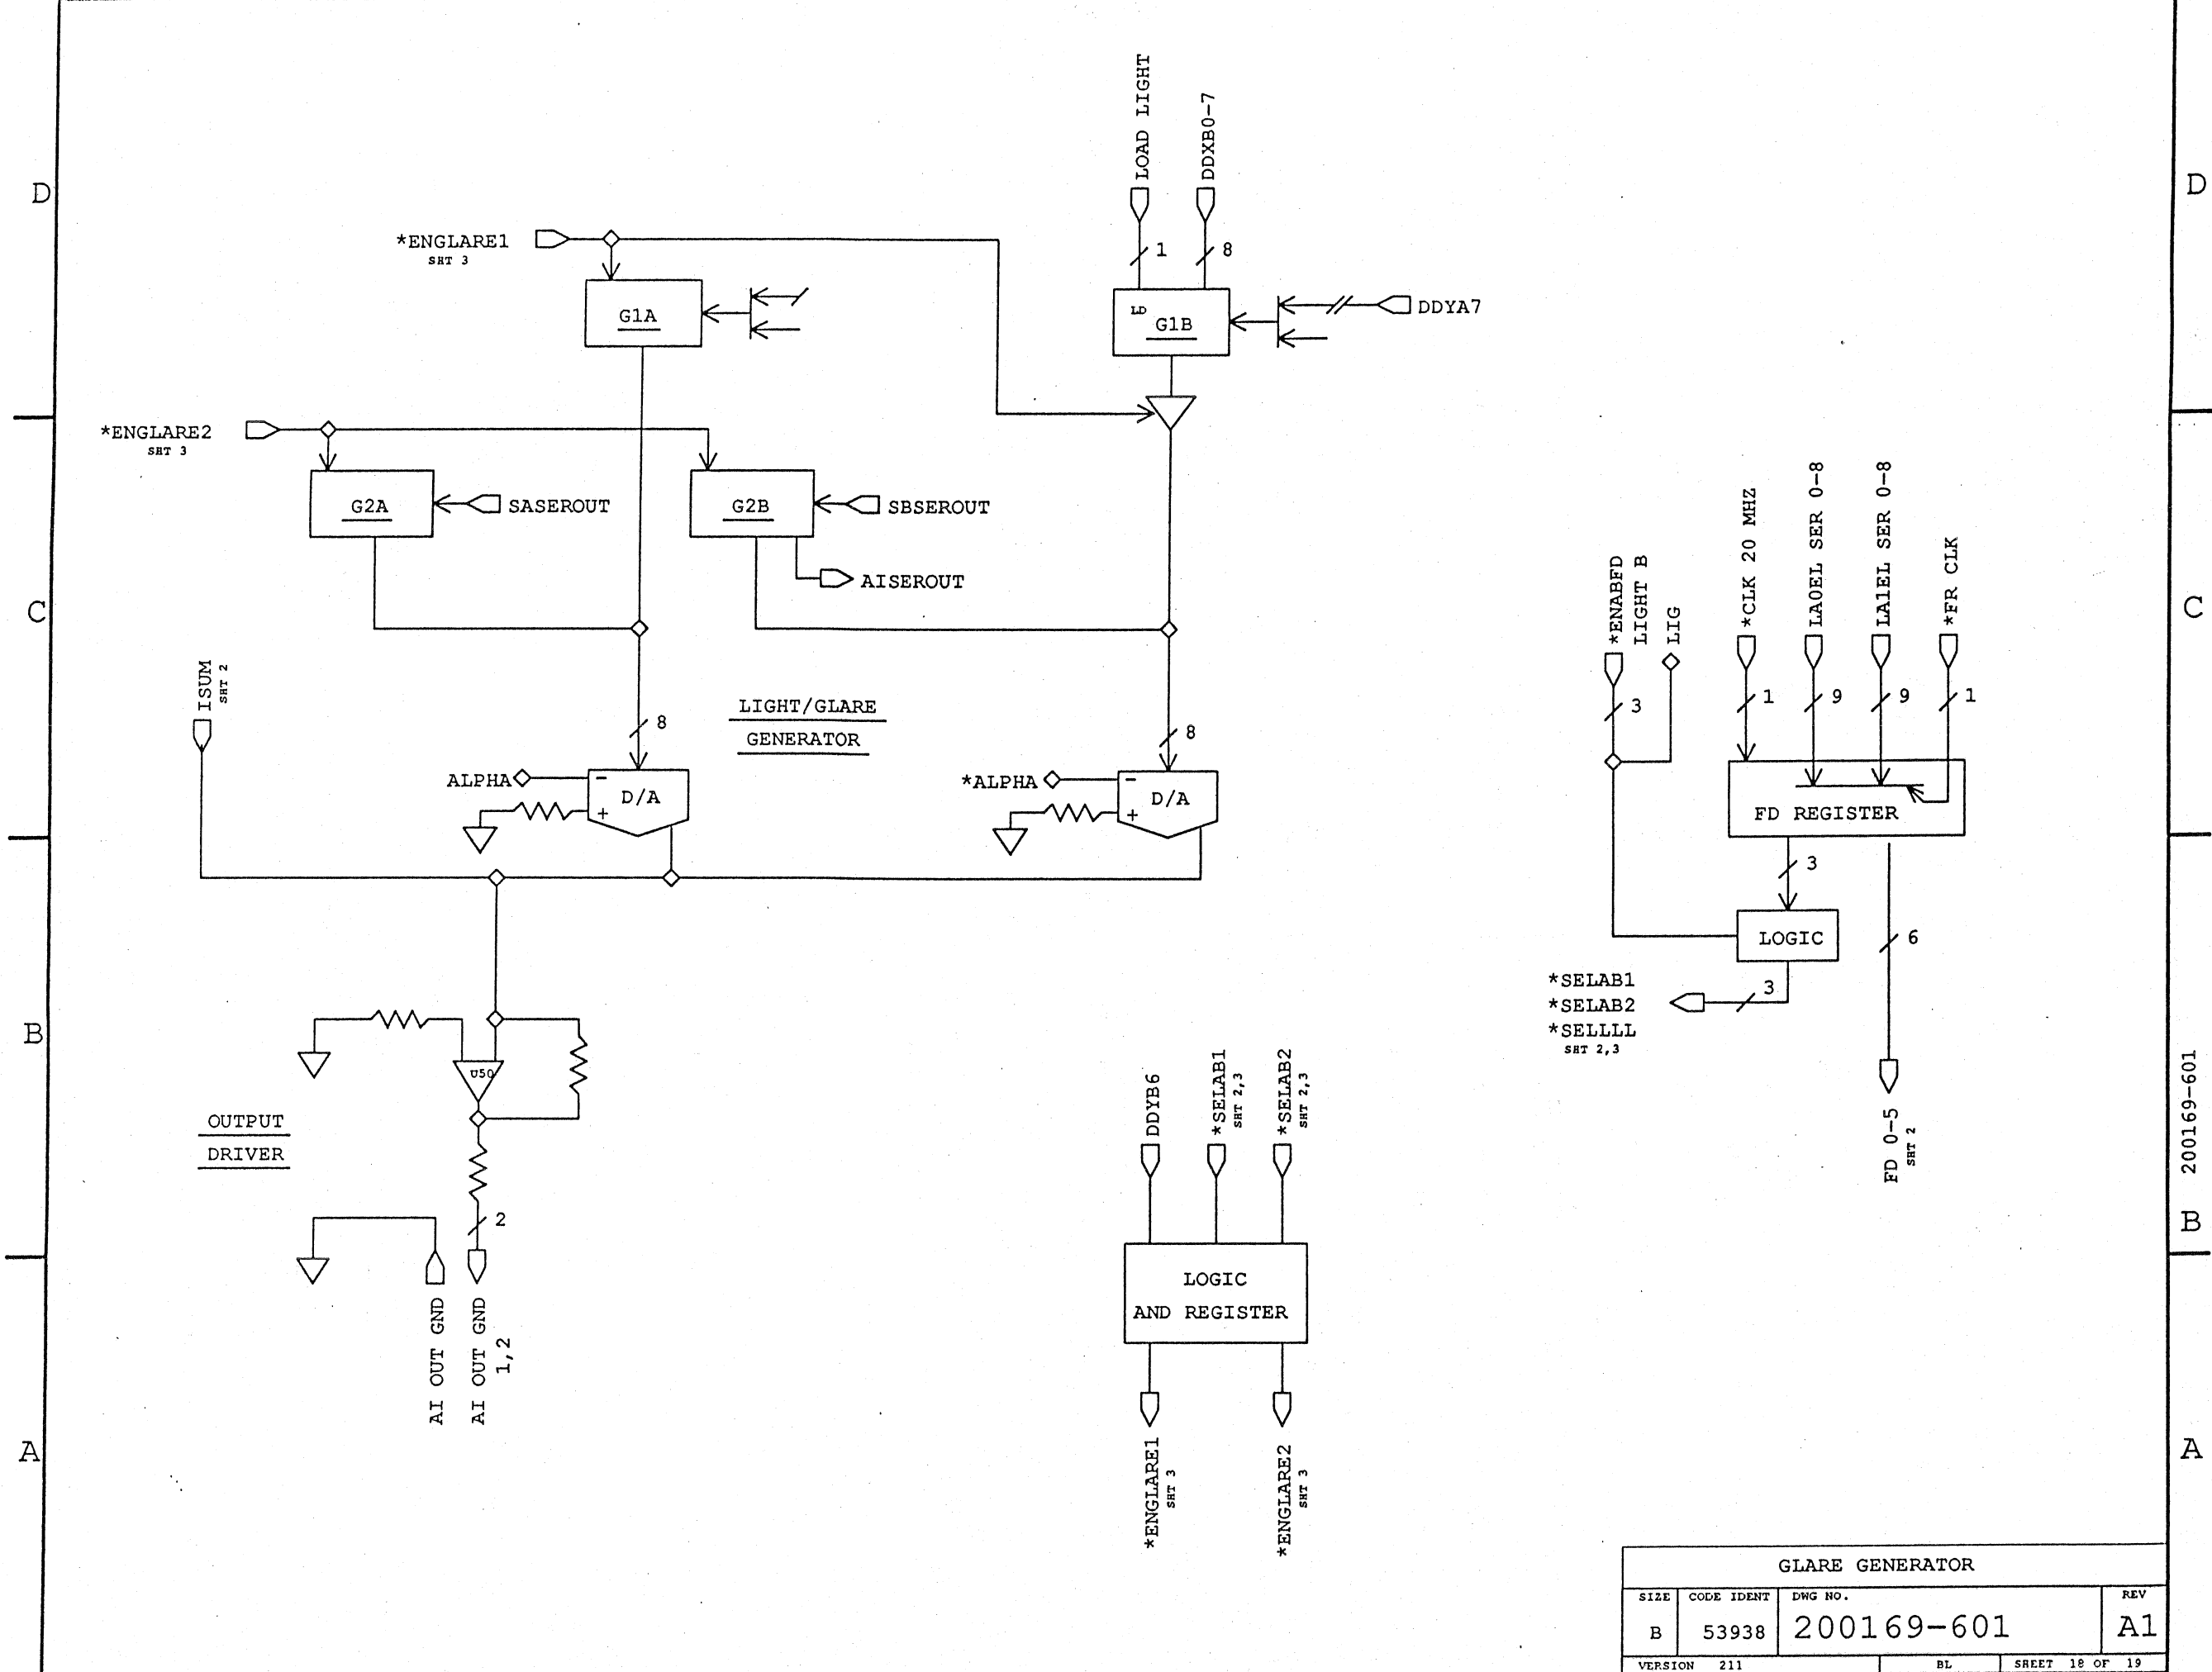 LOAD LIGHT
DDXB0-7
D
D
*ENGLARE1
SHT 3
1
8
G1A
LD
G1B
DDYA7
*ENGLARE2
SHT 3
G2A
SASEROUT
G2B
SBSEROUT
AISEROUT
*ENABFD
LIGHT B
LIG
*CLK 20 MHZ
LA0EL SER 0-8
LA1EL SER 0-8
*FR CLK
C
C
ISUM
SHT 2
3
1
9
9
1
8
LIGHT/GLARE
GENERATOR
8
ALPHA
-
D/A
+
*ALPHA
-
D/A
+
FD REGISTER
3
LOGIC
6
*SELAB1
*SELAB2
*SELLLL
SHT 2,3
3
B
U50
OUTPUT
DRIVER
2
DDYB6
*SELAB1
SHT 2,3
*SELAB2
SHT 2,3
FD 0-5
SHT 2
200169-601
B
LOGIC
AND REGISTER
AI OUT GND
AI OUT GND
1,2
A
A
*ENGLARE1
SHT 3
*ENGLARE2
SHT 3
GLARE GENERATOR
SIZE
B
CODE IDENT
53938
DWG NO.
200169-601
REV
A1
VERSION 211
BL
SHEET 18 OF 19